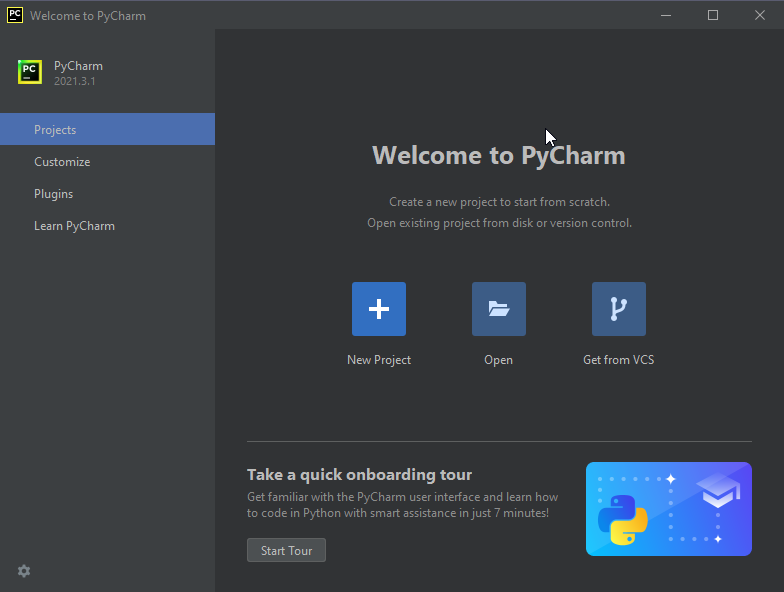 PC Welcome to PyCharm
PC PyCharm
2021.3.1
Projects
Customize
Plugins
Learn PyCharm
Welcome to PyCharm
Create a new project to start from scratch.
Open existing project from disk or version control.
New Project
Open
Get from VCS
Take a quick onboarding tour
Get familiar with the PyCharm user interface and learn how
to code in Python with smart assistance in just 7 minutes!
Start Tour